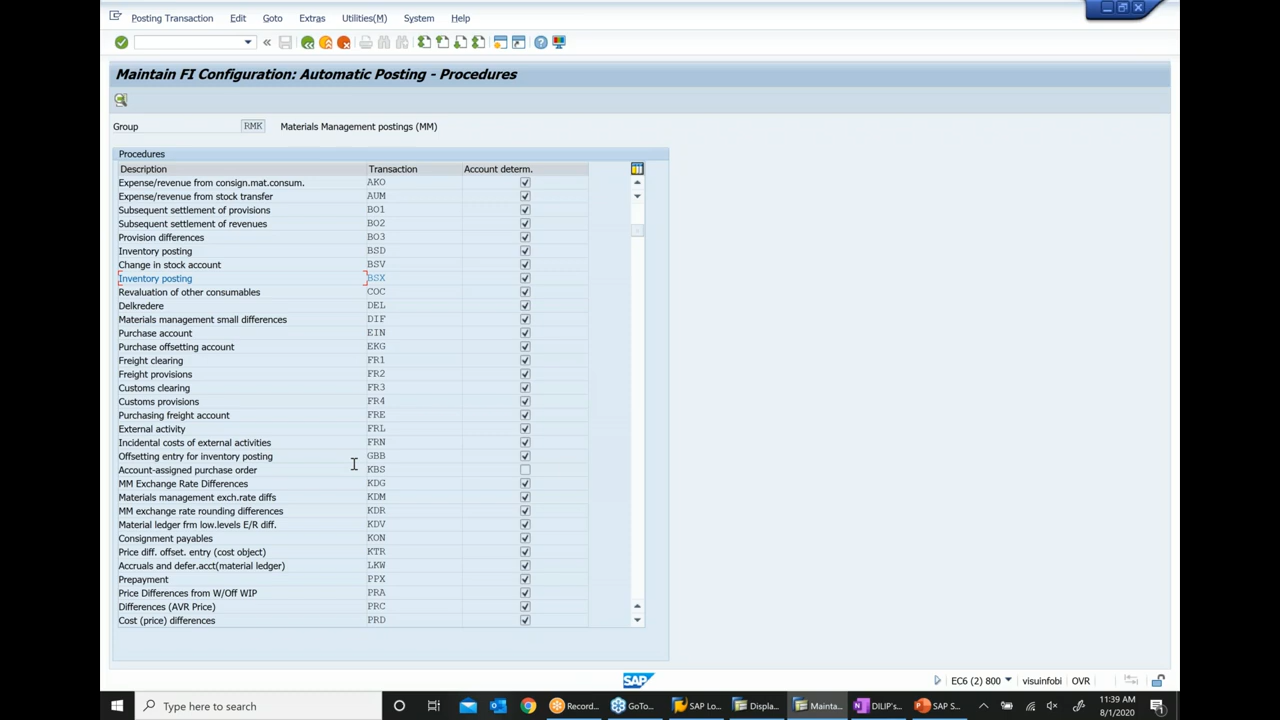 Posting Transaction Edit Goto Extras Utilities(M) System Help
Maintain FI Configuration: Automatic Posting - Procedures
Group RMK Materials Management postings (MM)
Procedures
Description Transaction Account determ.
Expense/revenue from consign.mat.consum. AKO
Expense/revenue from stock transfer AUM
Subsequent settlement of provisions BO1
Subsequent settlement of revenues BO2
Provision differences BO3
Inventory posting BSD
Change in stock account BSV
Inventory posting BSX
Revaluation of other consumables COC
Delkredere DEL
Materials management small differences DIF
Purchase account EIN
Purchase offsetting account EKG
Freight clearing FR1
Freight provisions FR2
Customs clearing FR3
Customs provisions FR4
Purchasing freight account FRE
External activity FRL
Incidental costs of external activities FRN
Offsetting entry for inventory posting GBB
Account-assigned purchase order KBS
MM Exchange Rate Differences KDG
Materials management exch.rate diffs KDM
MM exchange rate rounding differences KDR
Material ledger frm low.levels E/R diff. KDV
Consignment payables KON
Price diff. offset. entry (cost object) KTR
Accruals and defer.acct(material ledger) LKW
Prepayment PPX
Price Differences from W/Off WIP PRA
Differences (AVR Price) PRC
Cost (price) differences PRD
SAP EC6 (2) 800 visuinfobi OVR
Type here to search Record... GoTo... SAP Lo... Displa... Mainta... DILIP's... SAP S... 11:39 AM
8/1/2020